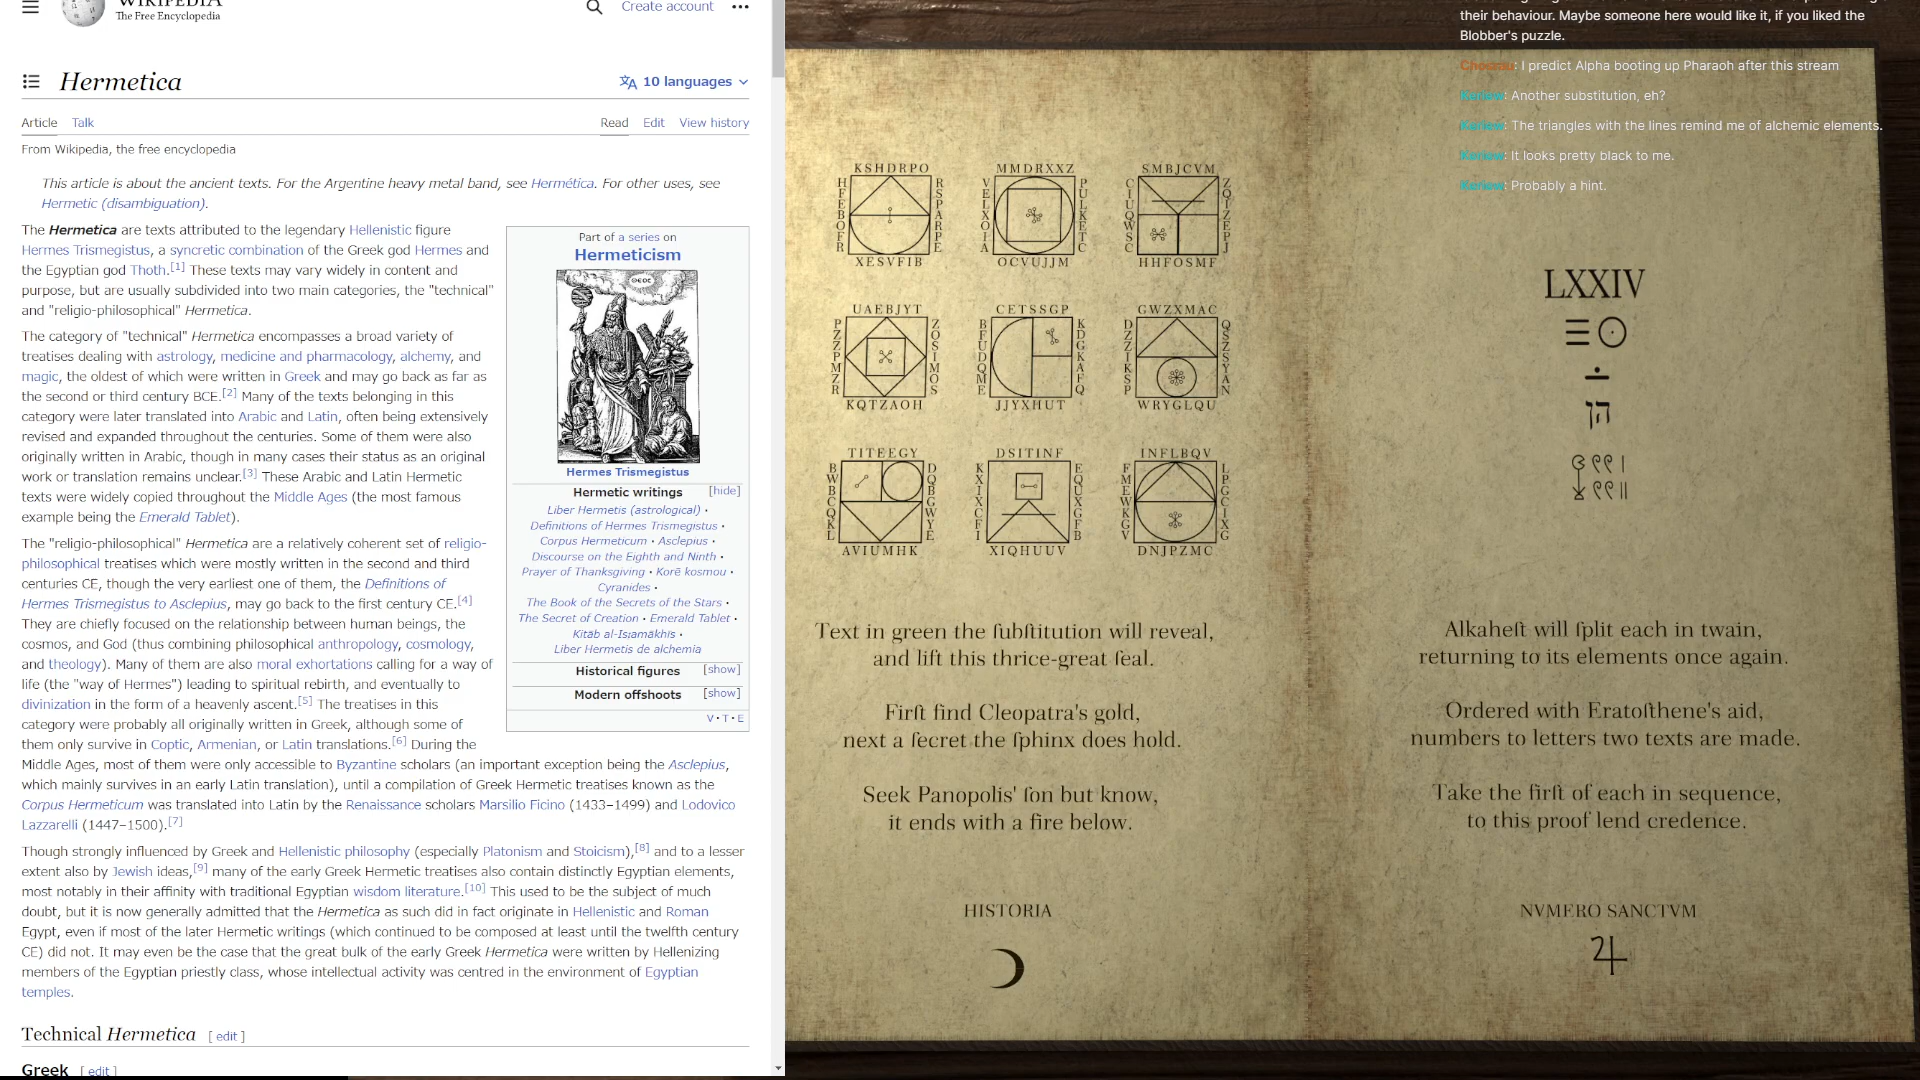 WIKIPEDIA
The Free Encyclopedia
Create account
Hermetica
10 languages
Article Talk
Read Edit View history
From Wikipedia, the free encyclopedia
This article is about the ancient texts. For the Argentine heavy metal band, see Hermética. For other uses, see
Hermetic (disambiguation).
The Hermetica are texts attributed to the legendary Hellenistic figure
Hermes Trismegistus, a syncretic combination of the Greek god Hermes and
the Egyptian god Thoth.[1] These texts may vary widely in content and
purpose, but are usually subdivided into two main categories, the "technical"
and "religio-philosophical" Hermetica.
The category of "technical" Hermetica encompasses a broad variety of
treatises dealing with astrology, medicine and pharmacology, alchemy, and
magic, the oldest of which were written in Greek and may go back as far as
the second or third century BCE.[2] Many of the texts belonging in this
category were later translated into Arabic and Latin, often being extensively
revised and expanded throughout the centuries. Some of them were also
originally written in Arabic, though in many cases their status as an original
work or translation remains unclear.[3] These Arabic and Latin Hermetic
texts were widely copied throughout the Middle Ages (the most famous
example being the Emerald Tablet).
The "religio-philosophical" Hermetica are a relatively coherent set of religio-
philosophical treatises which were mostly written in the second and third
centuries CE, though the very earliest one of them, the Definitions of
Hermes Trismegistus to Asclepius, may go back to the first century CE.[4]
They are chiefly focused on the relationship between human beings, the
cosmos, and God (thus combining philosophical anthropology, cosmology,
and theology). Many of them are also moral exhortations calling for a way of
life (the "way of Hermes") leading to spiritual rebirth, and eventually to
divinization in the form of a heavenly ascent.[5] The treatises in this
category were probably all originally written in Greek, although some of
them only survive in Coptic, Armenian, or Latin translations.[6] During the
Middle Ages, most of them were only accessible to Byzantine scholars (an important exception being the Asclepius,
which mainly survives in an early Latin translation), until a compilation of Greek Hermetic treatises known as the
Corpus Hermeticum was translated into Latin by the Renaissance scholars Marsilio Ficino (1433–1499) and Lodovico
Lazzarelli (1447–1500).[7]
Though strongly influenced by Greek and Hellenistic philosophy (especially Platonism and Stoicism),[8] and to a lesser
extent also by Jewish ideas,[9] many of the early Greek Hermetic treatises also contain distinctly Egyptian elements,
most notably in their affinity with traditional Egyptian wisdom literature.[10] This used to be the subject of much
doubt, but it is now generally admitted that the Hermetica as such did in fact originate in Hellenistic and Roman
Egypt, even if most of the later Hermetic writings (which continued to be composed at least until the twelfth century
CE) did not. It may even be the case that the great bulk of the early Greek Hermetica were written by Hellenizing
members of the Egyptian priestly class, whose intellectual activity was centred in the environment of Egyptian
temples.
Technical Hermetica [ edit ]
Greek [ edit ]
Part of a series on
Hermeticism
Hermes Trismegistus
Hermetic writings [hide]
Liber Hermetis (astrological) •
Definitions of Hermes Trismegistus •
Corpus Hermeticum • Asclepius •
Discourse on the Eighth and Ninth •
Prayer of Thanksgiving • Korē kosmou •
Cyranides •
The Book of the Secrets of the Stars •
The Secret of Creation • Emerald Tablet •
Kitāb al-Isṭamākhīs •
Liber Hermetis de alchemia
Historical figures [show]
Modern offshoots [show]
V • T • E
KSHDRPO
HFEBOFR
RSPARPE
XESVFIB
MMDRXXZ
VELXOIA
PULKETC
OCVUJJM
SMBJCVM
CIUQWSC
ZQIZEPJ
HHFOSMF
UAEBJYT
PZZPMZR
ZOSIMOS
KQTZAOH
CETSSGP
BFUDQME
KDGKAFQ
JJYXHUT
GWZXMAC
DZZIKSP
QSZSYAN
WRYGLQU
TITEEGY
BWBCQKL
DQBGWYE
AVIUMHK
DSITINF
KXIXCFI
EQUXGFB
XIQHUUV
INFLBQV
FMEWKGV
LPGCIXG
DNJPZMC
Text in green the ſubſtitution will reveal,
and lift this thrice-great ſeal.
Firſt find Cleopatra's gold,
next a ſecret the ſphinx does hold.
Seek Panopolis' ſon but know,
it ends with a fire below.
HISTORIA
their behaviour. Maybe someone here would like it, if you liked the
Blobber's puzzle.
: I predict Alpha booting up Pharaoh after this stream
: Another substitution, eh?
: The triangles with the lines remind me of alchemic elements.
: It looks pretty black to me.
: Probably a hint.
LXXIV
הן
Alkaheſt will ſplit each in twain,
returning to its elements once again.
Ordered with Eratoſthene's aid,
numbers to letters two texts are made.
Take the firſt of each in sequence,
to this proof lend credence.
NVMERO SANCTVM